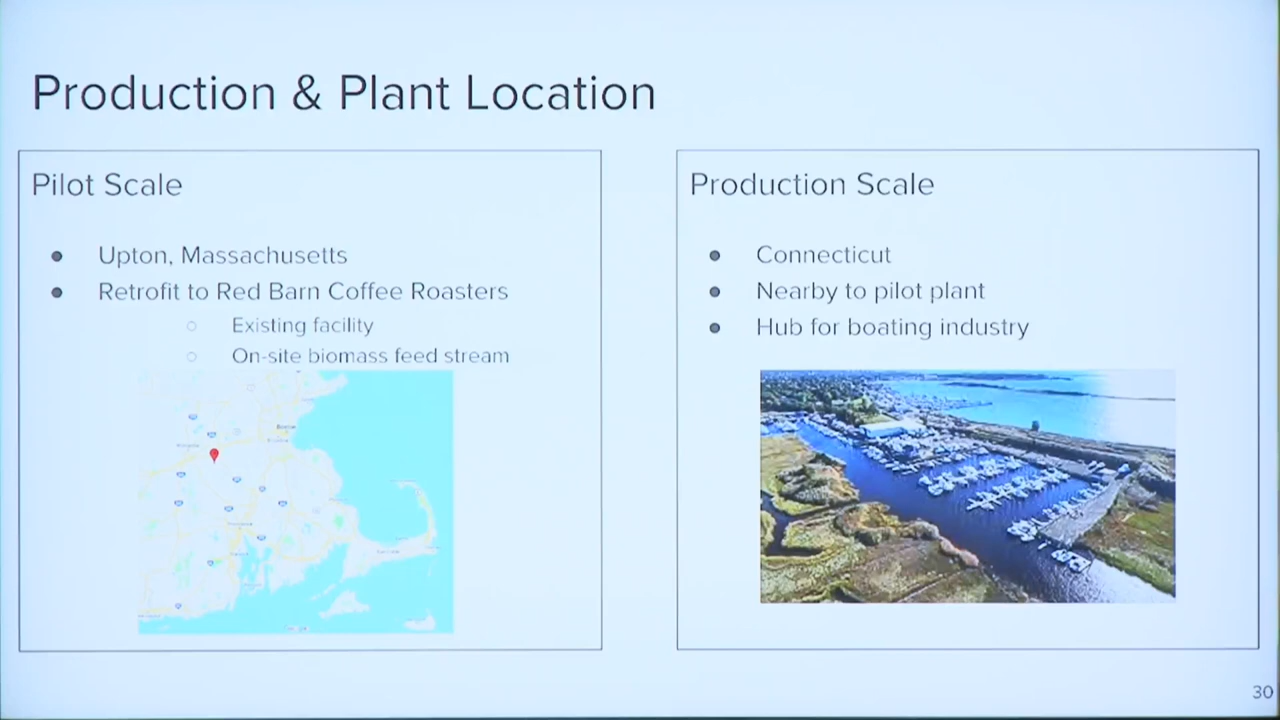 Production & Plant Location
Pilot Scale
Upton, Massachusetts
Retrofit to Red Barn Coffee Roasters
Existing facility
On-site biomass feed stream
Boston
Production Scale
Connecticut
Nearby to pilot plant
Hub for boating industry
30